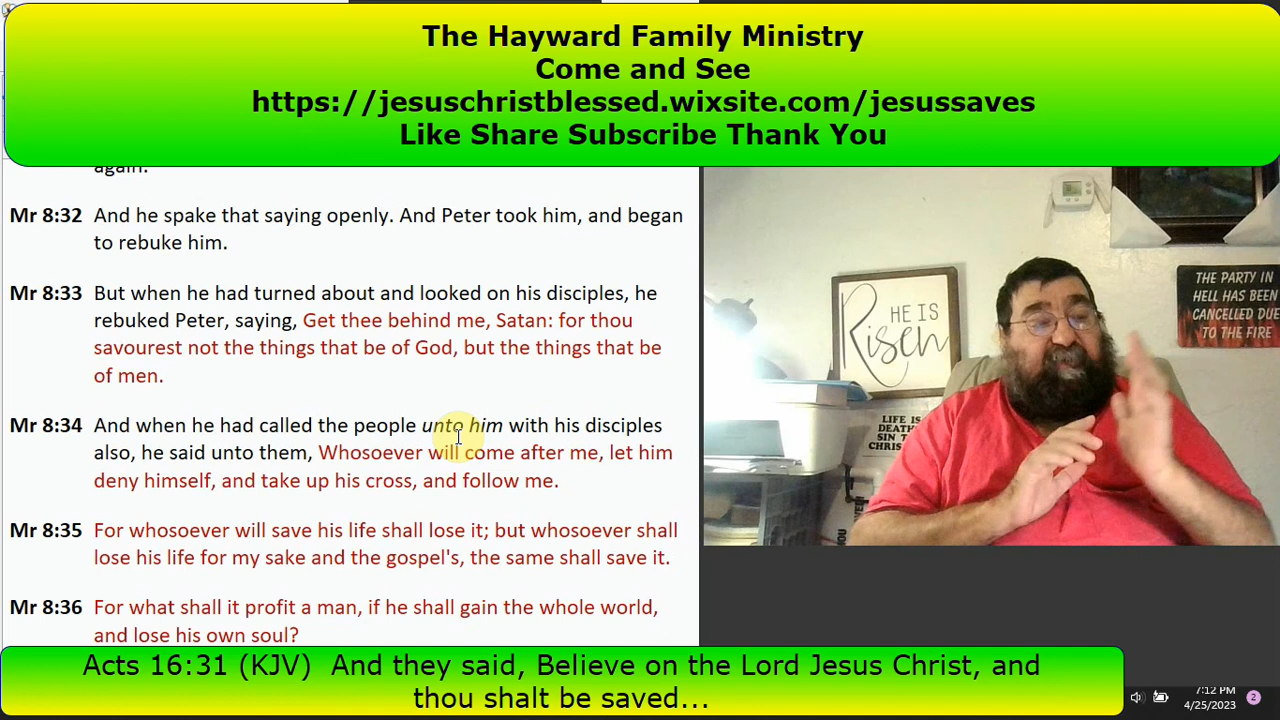 The Hayward Family Ministry
Come and See
https://jesuschristblessed.wixsite.com/jesussaves
Like Share Subscribe Thank You
again.
Mr 8:32 And he spake that saying openly. And Peter took him, and began
to rebuke him.
Mr 8:33 But when he had turned about and looked on his disciples, he
rebuked Peter, saying, Get thee behind me, Satan: for thou
savourest not the things that be of God, but the things that be
of men.
Mr 8:34 And when he had called the people unto him with his disciples
also, he said unto them, Whosoever will come after me, let him
deny himself, and take up his cross, and follow me.
Mr 8:35 For whosoever will save his life shall lose it; but whosoever shall
lose his life for my sake and the gospel's, the same shall save it.
Mr 8:36 For what shall it profit a man, if he shall gain the whole world,
and lose his own soul?
HE IS
Risen
THE PARTY IN
HELL HAS BEEN
CANCELLED DUE
TO THE FIRE
LIFE IS
DEATH
SIN
CHRIS
YOU
Acts 16:31 (KJV) And they said, Believe on the Lord Jesus Christ, and
thou shalt be saved...
7:12 PM
4/25/2023
2